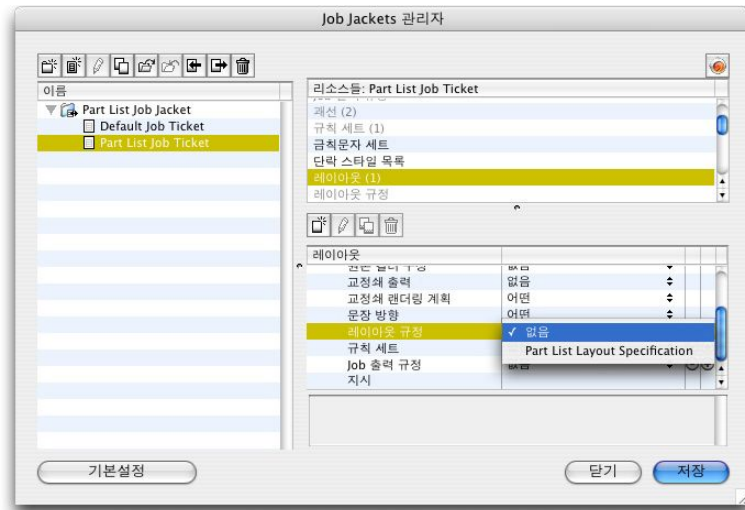 Job Jackets 관리자
이름
Part List Job Jacket
Default Job Ticket
Part List Job Ticket
리소스들: Part List Job Ticket
괘선 (2)
규칙 세트 (1)
금칙문자 세트
단락 스타일 목록
레이아웃 (1)
레이아웃 규정
레이아웃
교정쇄 출력 없음
교정쇄 랜더링 계획 어떤
문장 방향 어떤
레이아웃 규정 ✓ 없음
Part List Layout Specification
규칙 세트
Job 출력 규정 없음
지시
기본설정
닫기
저장